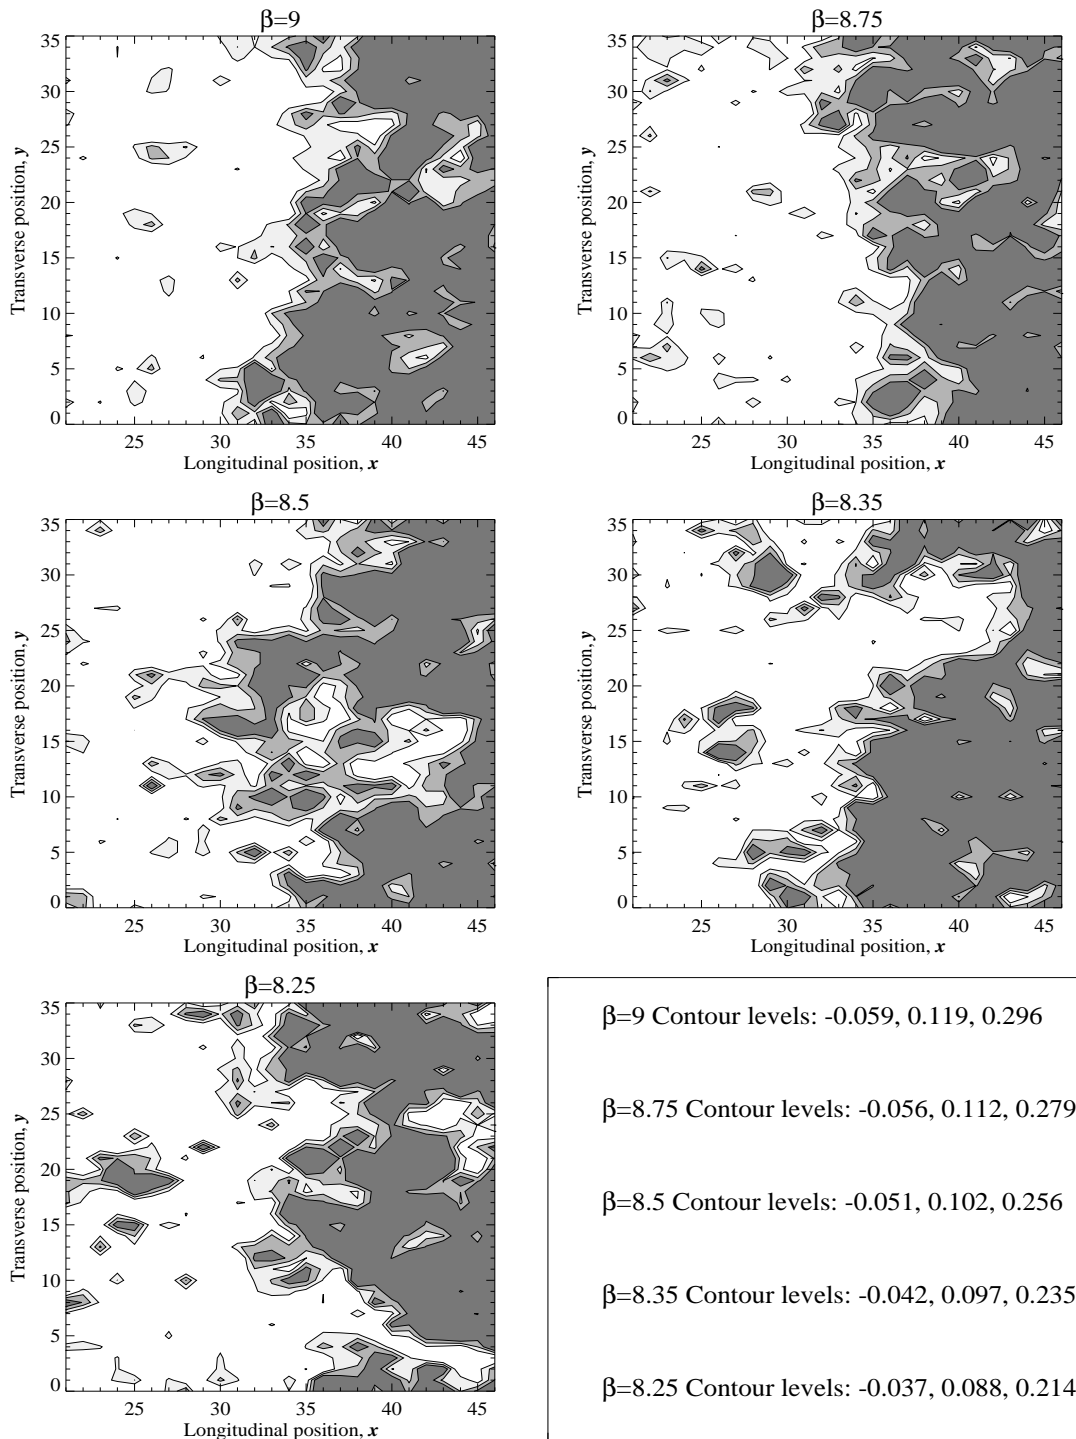 β=9
35
30
25
20
15
10
5
0
Transverse position, y
25 30 35 40 45
Longitudinal position, x
β=8.75
35
30
25
20
15
10
5
0
Transverse position, y
25 30 35 40 45
Longitudinal position, x
β=8.5
35
30
25
20
15
10
5
0
Transverse position, y
25 30 35 40 45
Longitudinal position, x
β=8.35
35
30
25
20
15
10
5
0
Transverse position, y
25 30 35 40 45
Longitudinal position, x
β=8.25
35
30
25
20
15
10
5
0
Transverse position, y
25 30 35 40 45
Longitudinal position, x
β=9 Contour levels: -0.059, 0.119, 0.296
β=8.75 Contour levels: -0.056, 0.112, 0.279
β=8.5 Contour levels: -0.051, 0.102, 0.256
β=8.35 Contour levels: -0.042, 0.097, 0.235
β=8.25 Contour levels: -0.037, 0.088, 0.214